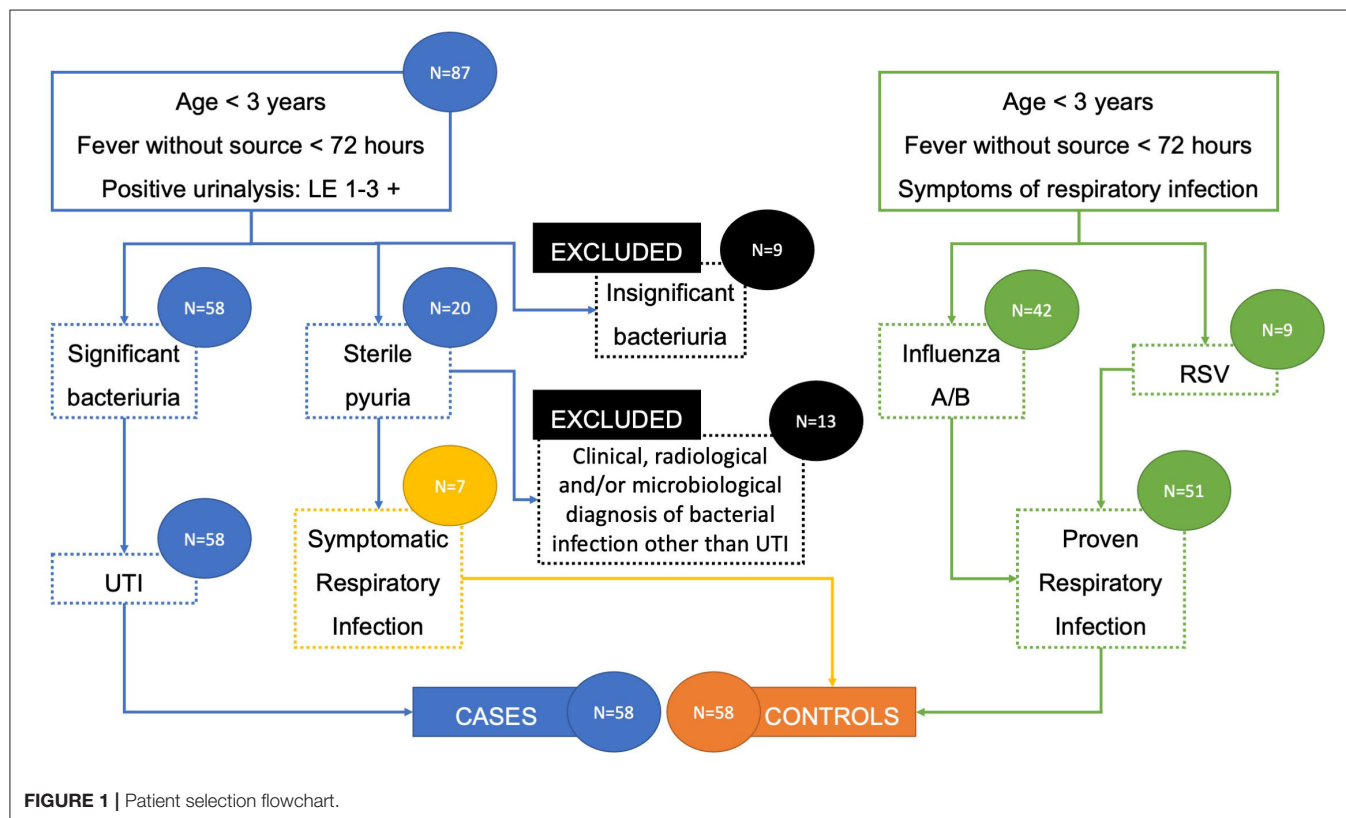 N=87
Age < 3 years
Fever without source < 72 hours
Positive urinalysis: LE 1-3 +
Age < 3 years
Fever without source < 72 hours
Symptoms of respiratory infection
EXCLUDED
N=9
Insignificant
bacteriuria
N=58
Significant
bacteriuria
N=20
Sterile
pyuria
N=42
Influenza
A/B
N=9
RSV
EXCLUDED
N=13
Clinical, radiological
and/or microbiological
diagnosis of bacterial
infection other than UTI
N=58
UTI
N=7
Symptomatic
Respiratory
Infection
N=51
Proven
Respiratory
Infection
CASES
N=58
N=58
CONTROLS
FIGURE 1 | Patient selection flowchart.